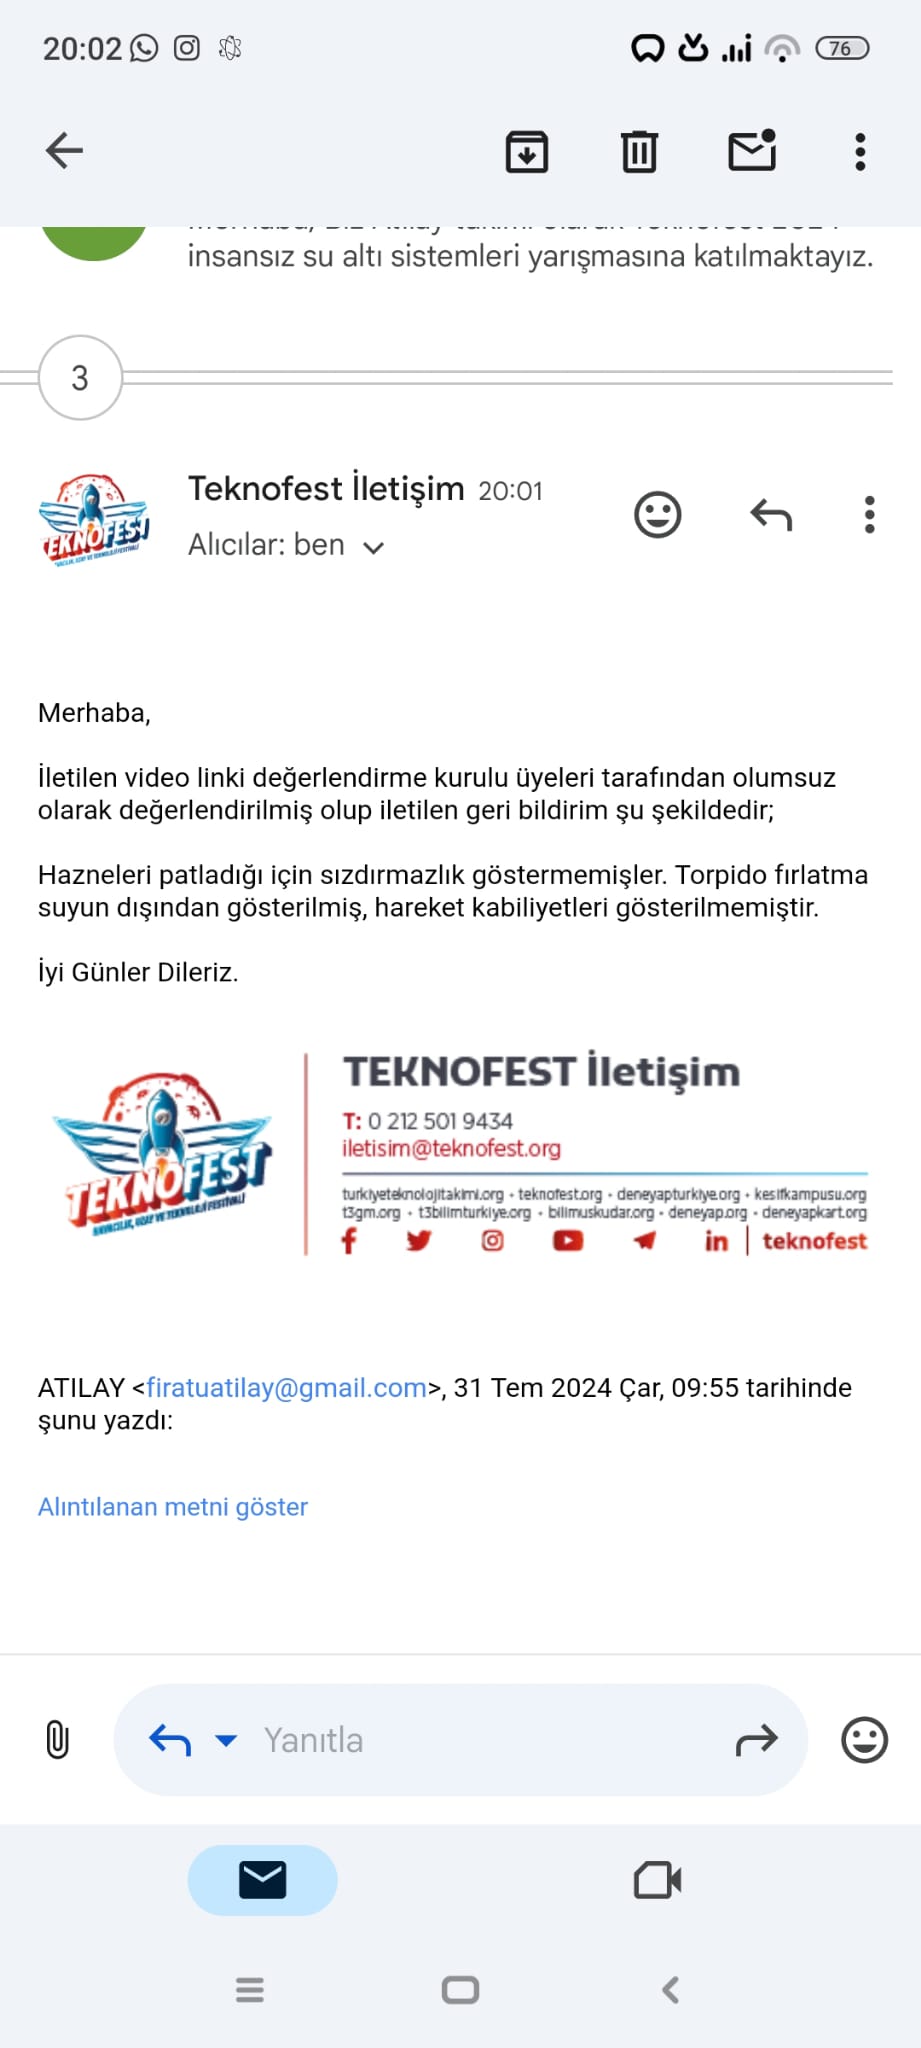 20:02
76
insansız su altı sistemleri yarışmasına katılmaktayız.
3
Teknofest İletişim 20:01
Alıcılar: ben
TEKNOFEST
Merhaba,
İletilen video linki değerlendirme kurulu üyeleri tarafından olumsuz
olarak değerlendirilmiş olup iletilen geri bildirim şu şekildedir;
Hazneleri patladığı için sızdırmazlık göstermemişler. Torpido fırlatma
suyun dışından gösterilmiş, hareket kabiliyetleri gösterilmemiştir.
İyi Günler Dileriz.
TEKNOFEST İletişim
T: 0 212 501 9434
iletisim@teknofest.org
turkiyeteknolojitakimi.org • teknofest.org • deneyapturkiye.org • kesifkampusu.org
t3gm.org • t3bilimturkiye.org • bilimuskudar.org • deneyap.org • deneyapkart.org
teknofest
TEKNOFEST
HAVACILIK, UZAY VE TEKNOLOJİ FESTİVALİ
ATILAY <firatuatilay@gmail.com>, 31 Tem 2024 Çar, 09:55 tarihinde
şunu yazdı:
Alıntılanan metni göster
Yanıtla